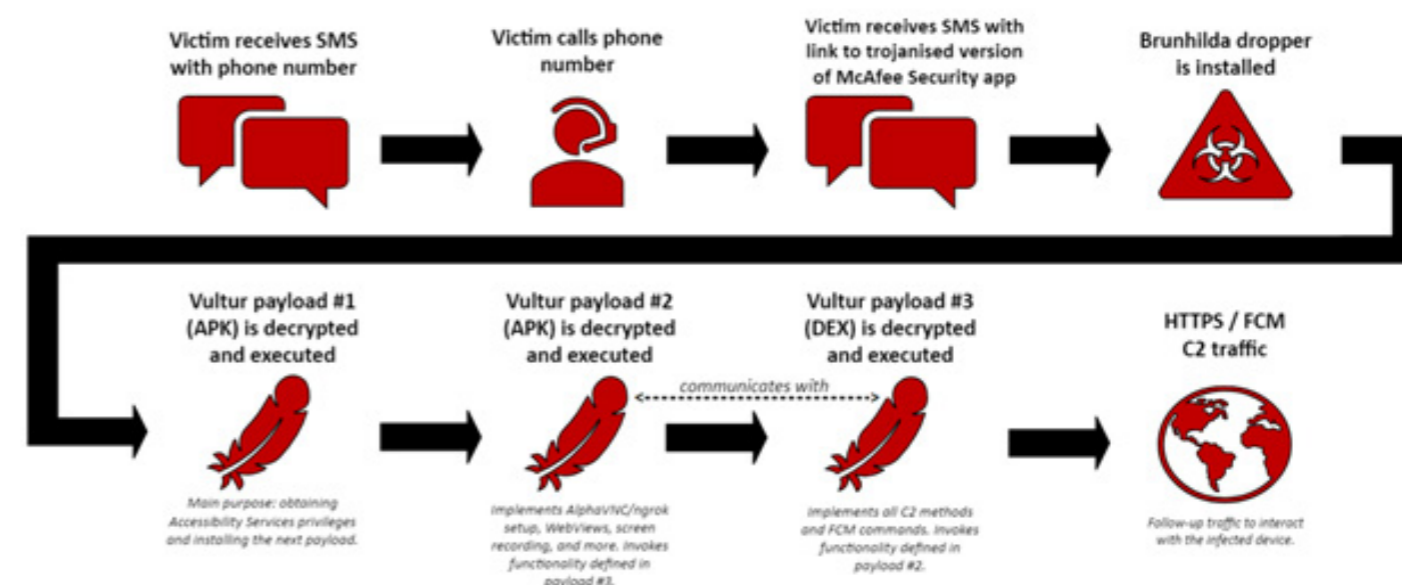 Victim receives SMS
with phone number
Victim calls phone
number
Victim receives SMS with
link to trojanised version
of McAfee Security app
Brunhilda dropper
is installed
Vultur payload #1
(APK) is decrypted
and executed
Main purpose: obtaining
Accessibility Services privileges
and installing the next payload.
Vultur payload #2
(APK) is decrypted
and executed
Implements AlphaVNC/ngrok
setup, WebViews, screen
recording, and more. Invokes
functionality defined in
payload #3.
communicates with
Vultur payload #3
(DEX) is decrypted
and executed
Implements all C2 methods
and FCM commands. Invokes
functionality defined in
payload #2.
HTTPS / FCM
C2 traffic
Follow-up traffic to interact
with the infected device.